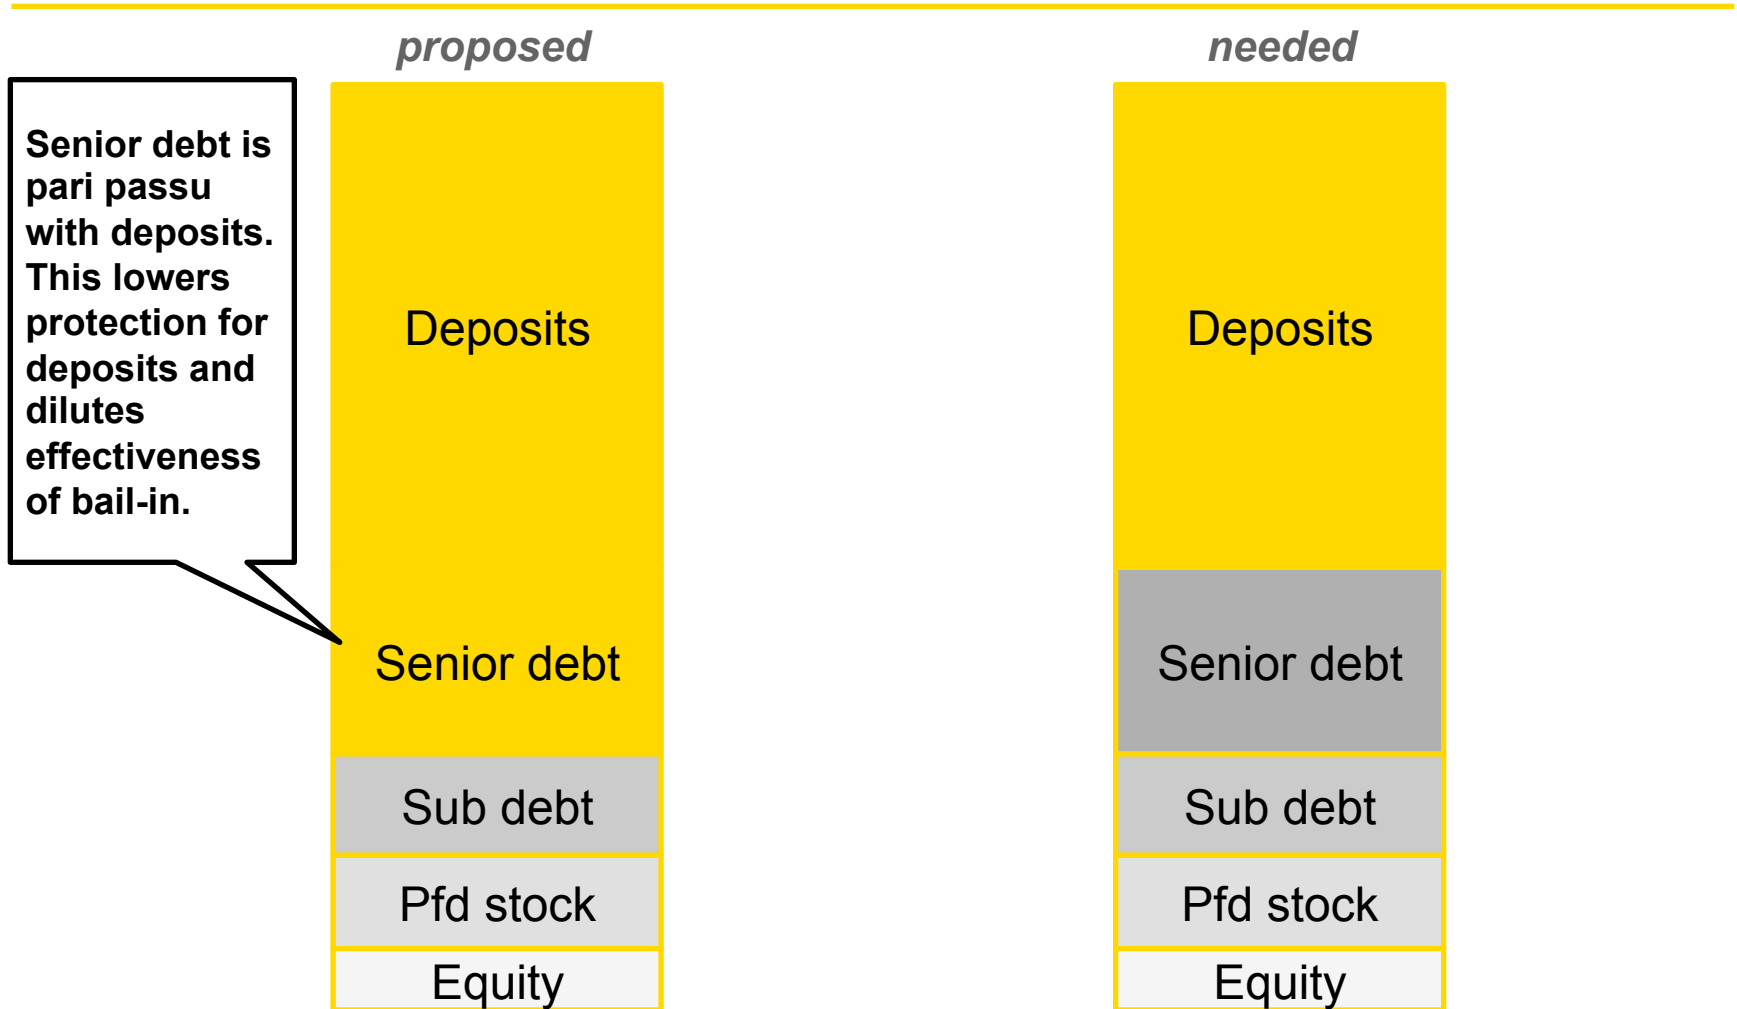 proposed
needed
Senior debt is
pari passu
with deposits.
This lowers
protection for
deposits and
dilutes
effectiveness
of bail-in.
Deposits
Senior debt
Sub debt
Pfd stock
Equity
Deposits
Senior debt
Sub debt
Pfd stock
Equity